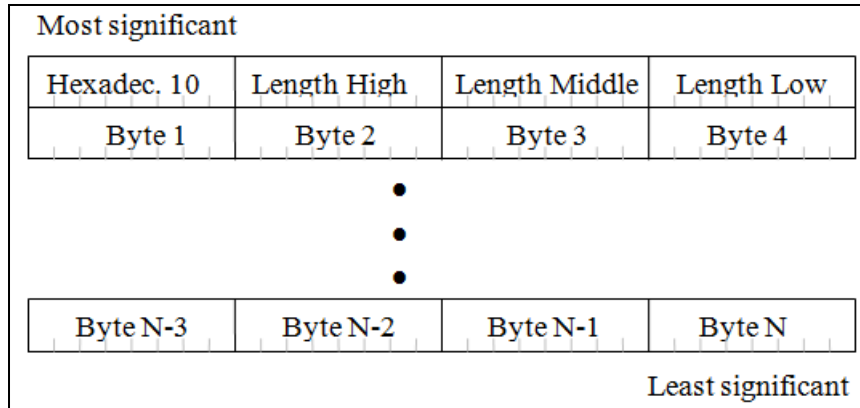 Most significant
Hexadec. 10 Length High Length Middle Length Low
Byte 1 Byte 2 Byte 3 Byte 4
Byte N-3 Byte N-2 Byte N-1 Byte N
Least significant